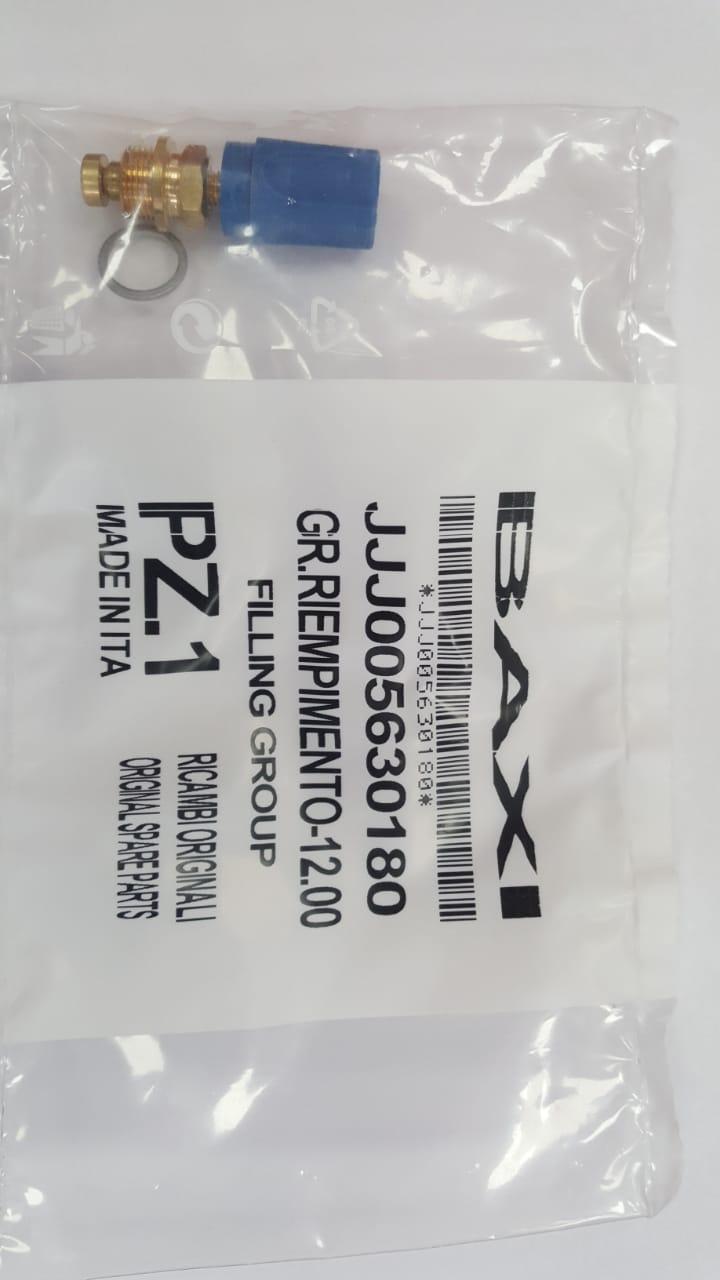 BAXI
*JJJ005630180*
JJJ005630180
GR.RIEMPIMENTO-12.00
FILLING GROUP
PZ.1
RICAMBI ORIGINALI
MADE IN ITA
ORIGINAL SPARE PARTS